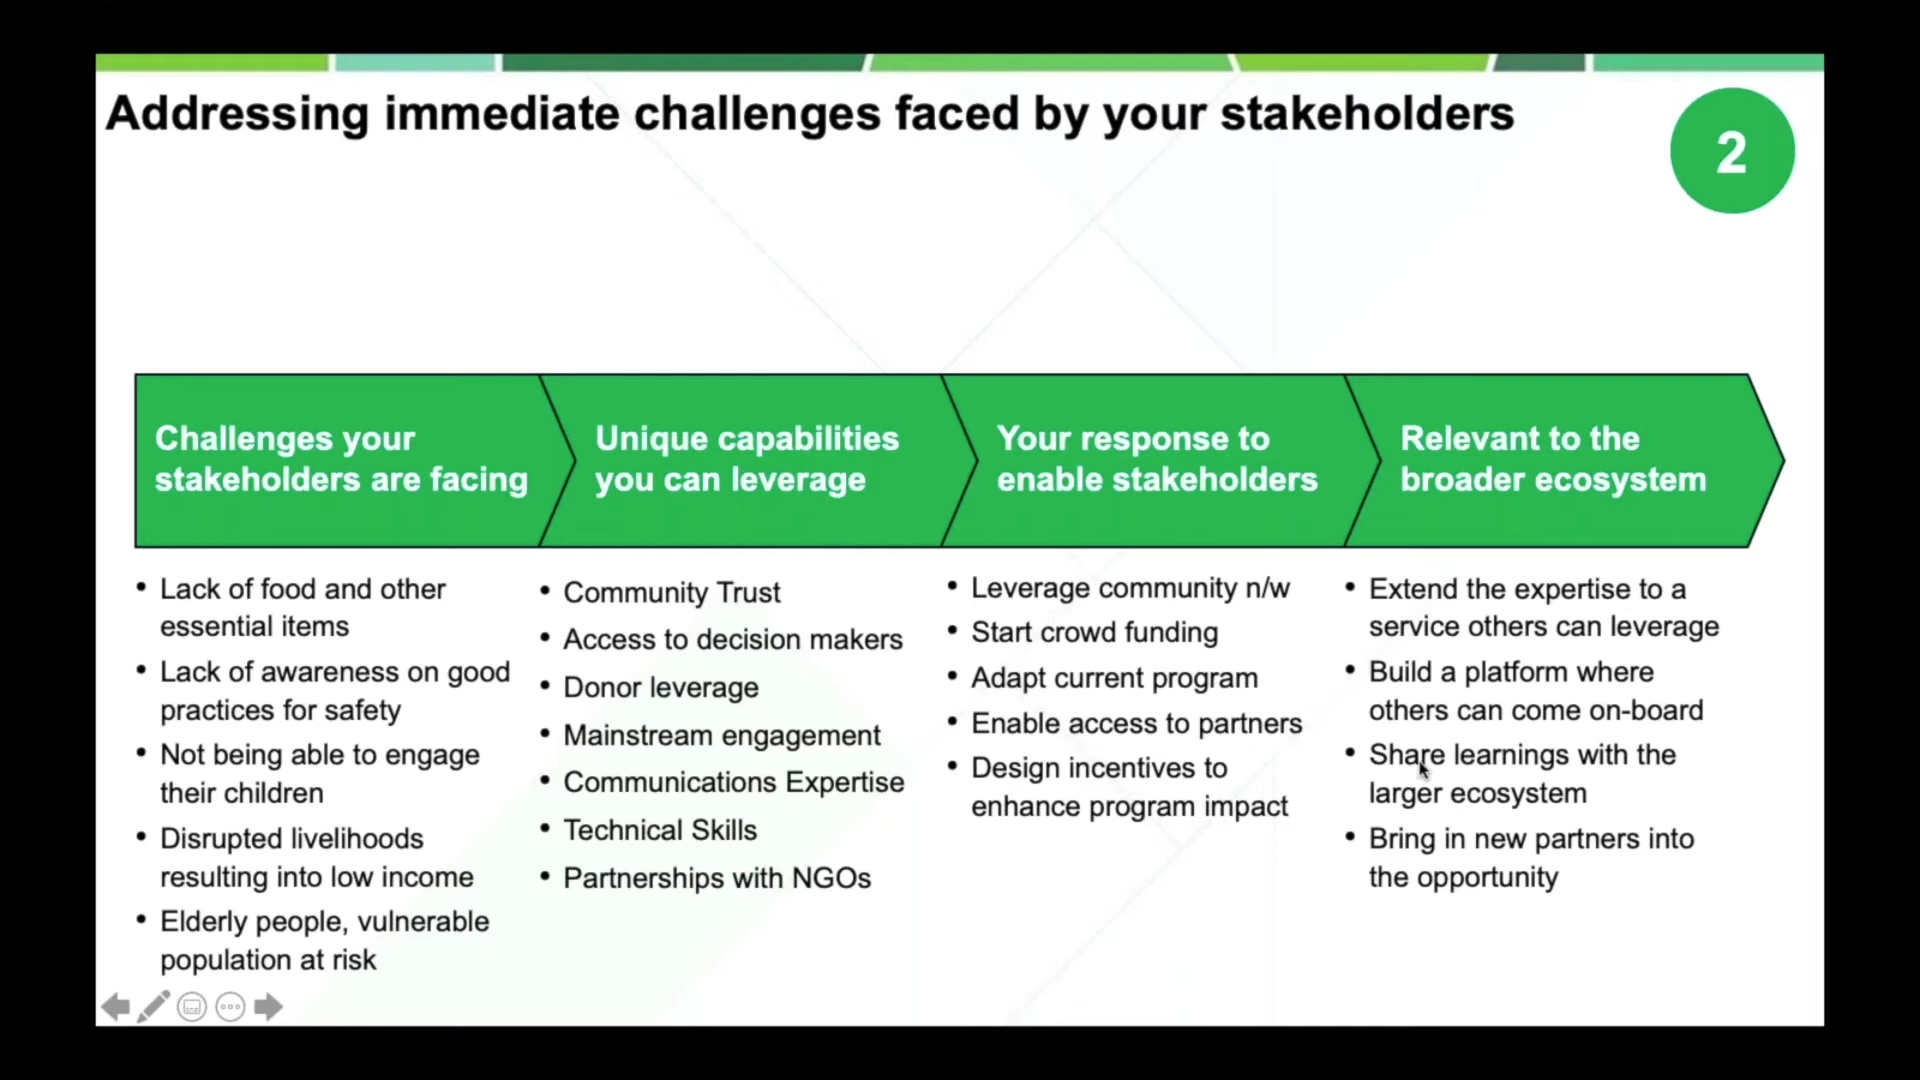 Addressing immediate challenges faced by your stakeholders
2
Challenges your
stakeholders are facing
Unique capabilities
you can leverage
Your response to
enable stakeholders
Relevant to the
broader ecosystem
• Lack of food and other
essential items
• Lack of awareness on good
practices for safety
• Not being able to engage
their children
• Disrupted livelihoods
resulting into low income
• Elderly people, vulnerable
population at risk
• Community Trust
• Access to decision makers
• Donor leverage
• Mainstream engagement
• Communications Expertise
• Technical Skills
• Partnerships with NGOs
• Leverage community n/w
• Start crowd funding
• Adapt current program
• Enable access to partners
• Design incentives to
enhance program impact
• Extend the expertise to a
service others can leverage
• Build a platform where
others can come on-board
• Share learnings with the
larger ecosystem
• Bring in new partners into
the opportunity